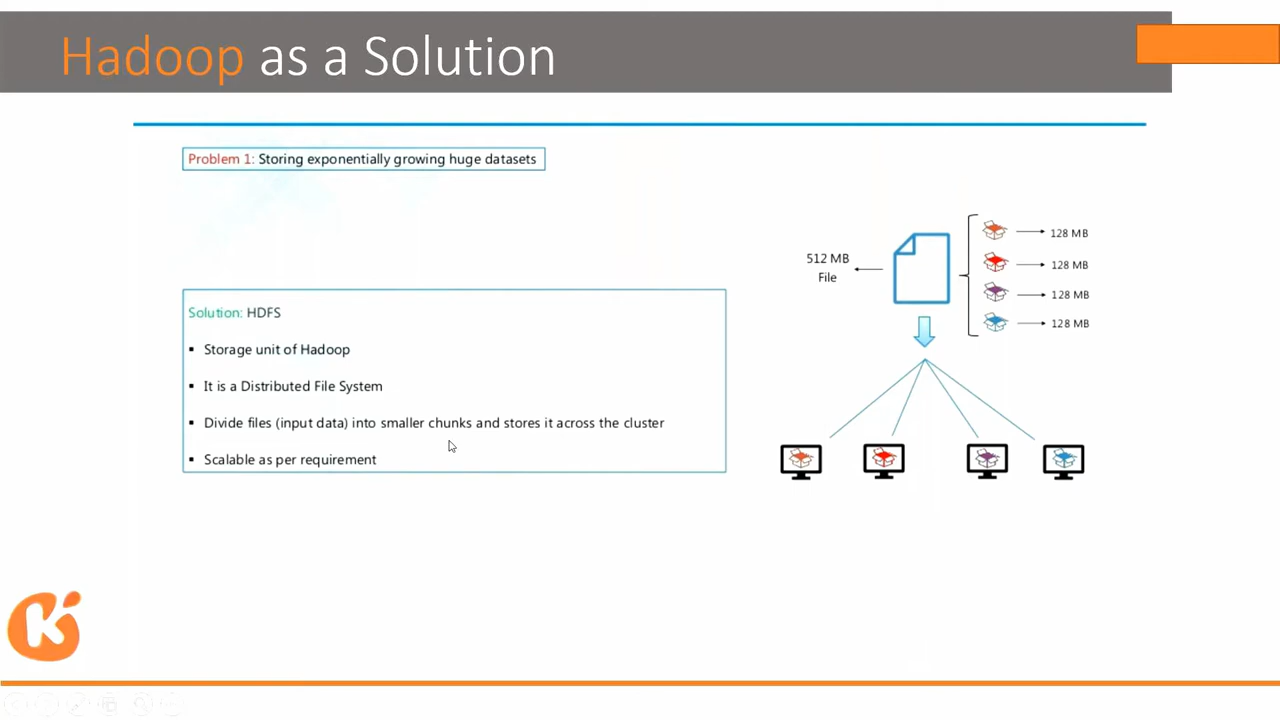 Hadoop as a Solution
Problem 1: Storing exponentially growing huge datasets
Solution: HDFS
▪ Storage unit of Hadoop
▪ It is a Distributed File System
▪ Divide files (input data) into smaller chunks and stores it across the cluster
▪ Scalable as per requirement
512 MB
File
128 MB
128 MB
128 MB
128 MB
K